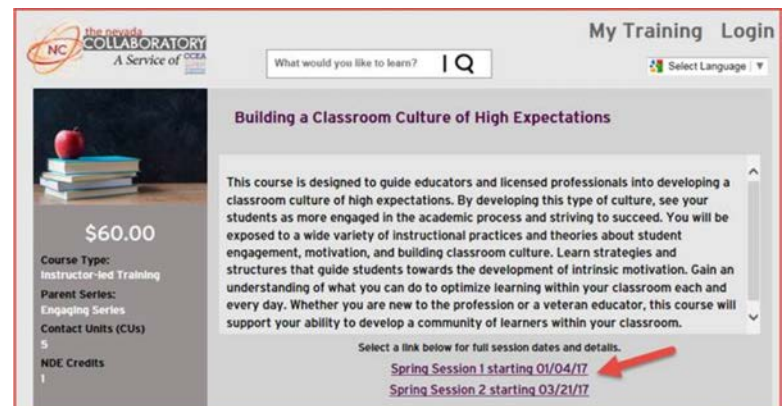 the nevada
NC COLLABORATORY
A Service of CCEA
My Training Login
What would you like to learn?
Select Language ▼
Building a Classroom Culture of High Expectations
This course is designed to guide educators and licensed professionals into developing a
classroom culture of high expectations. By developing this type of culture, see your
students as more engaged in the academic process and striving to succeed. You will be
exposed to a wide variety of instructional practices and theories about student
engagement, motivation, and building classroom culture. Learn strategies and
structures that guide students towards the development of intrinsic motivation. Gain an
understanding of what you can do to optimize learning within your classroom each and
every day. Whether you are new to the profession or a veteran educator, this course will
support your ability to develop a community of learners within your classroom.
$60.00
Course Type:
Instructor-led Training
Parent Series:
Engaging Series
Contact Units (CUs)
5
NDE Credits
1
Select a link below for full session dates and details.
Spring Session 1 starting 01/04/17
Spring Session 2 starting 03/21/17